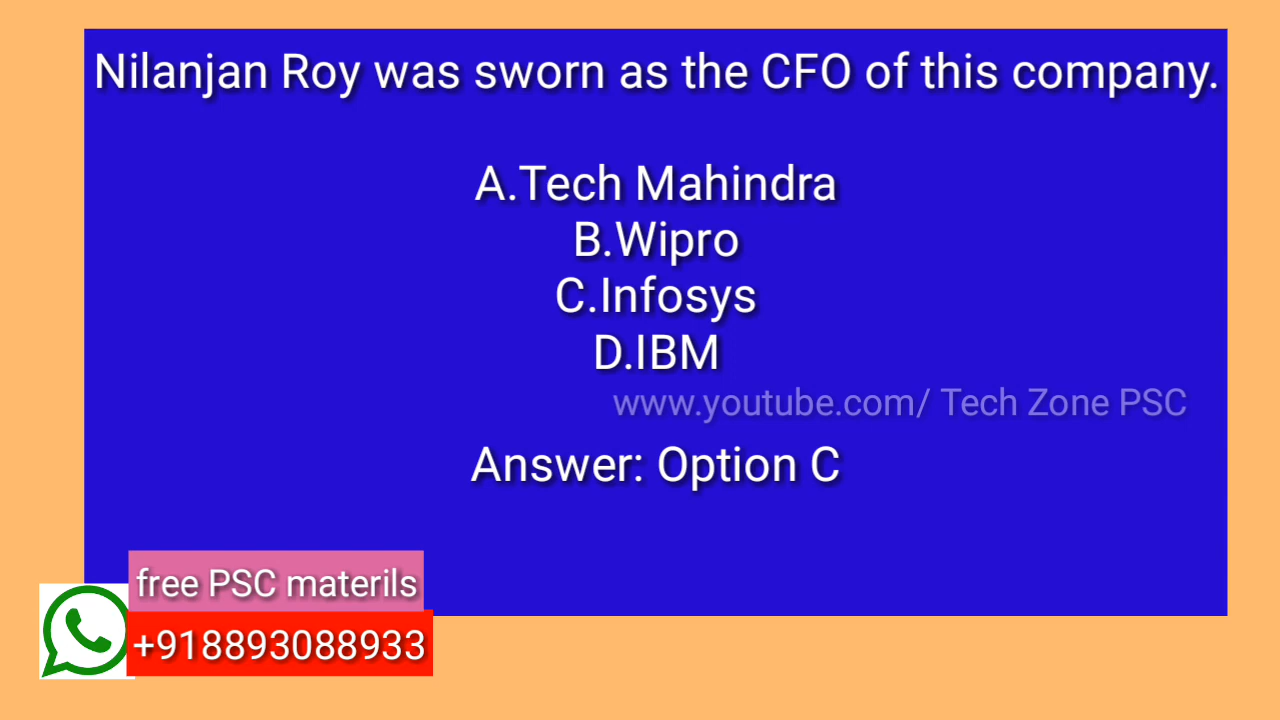 Nilanjan Roy was sworn as the CFO of this company.
A.Tech Mahindra
B.Wipro
C.Infosys
D.IBM
www.youtube.com/ Tech Zone PSC
Answer: Option C
free PSC materils
+918893088933